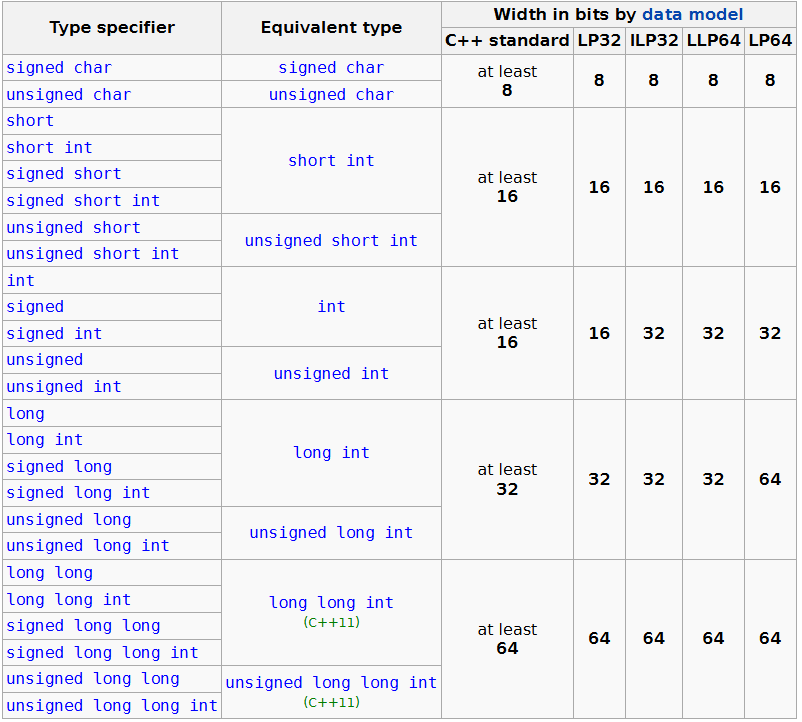 Type specifier Equivalent type Width in bits by data model
C++ standard LP32 ILP32 LLP64 LP64
signed char signed char at least 8 8 8 8 8
unsigned char unsigned char
short short int at least 16 16 16 16 16
short int
signed short
signed short int
unsigned short unsigned short int
unsigned short int
int int at least 16 16 32 32 32
signed
signed int
unsigned unsigned int
unsigned int
long long int at least 32 32 32 32 64
long int
signed long
signed long int
unsigned long unsigned long int
unsigned long int
long long long long int (C++11) at least 64 64 64 64 64
long long int
signed long long
signed long long int
unsigned long long unsigned long long int (C++11)
unsigned long long int